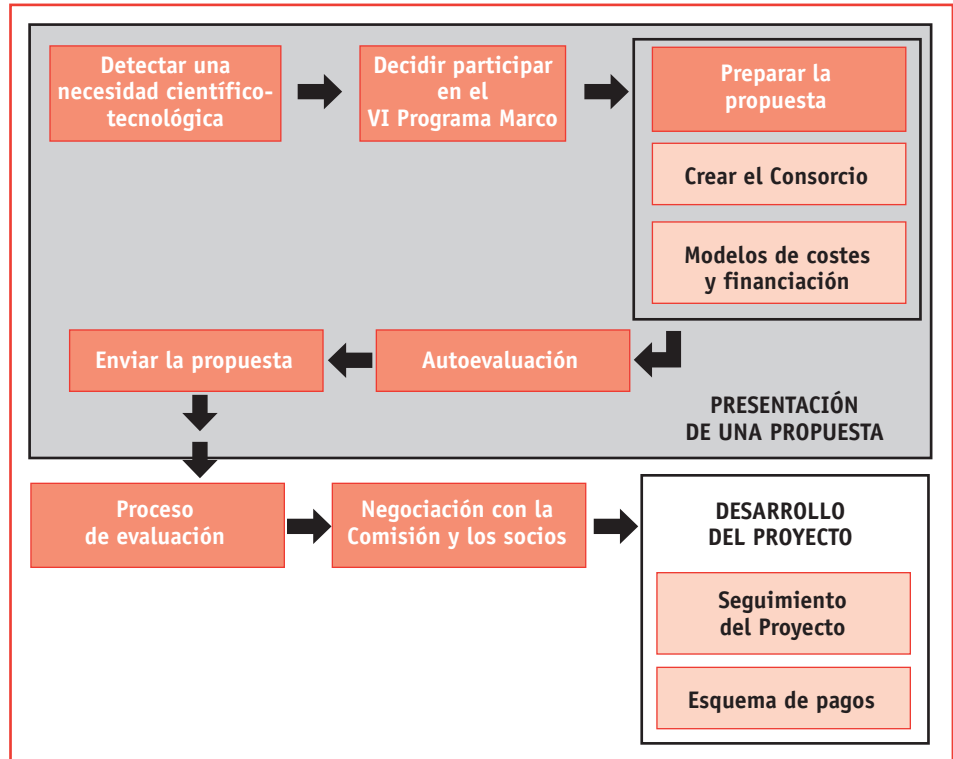 Detectar una
necesidad científico-
tecnológica
Decidir participar
en el
VI Programa Marco
Preparar la
propuesta
Crear el Consorcio
Modelos de costes
y financiación
Autoevaluación
Enviar la propuesta
PRESENTACIÓN
DE UNA PROPUESTA
Proceso
de evaluación
Negociación con la
Comisión y los socios
DESARROLLO
DEL PROYECTO
Seguimiento
del Proyecto
Esquema de pagos